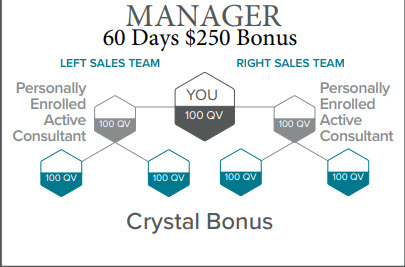 MANAGER
60 Days $250 Bonus
LEFT SALES TEAM
RIGHT SALES TEAM
Personally
Enrolled
Active
Consultant
100 QV
YOU
100 QV
100 QV
Personally
Enrolled
Active
Consultant
100 QV
100 QV
100 QV
100 QV
Crystal Bonus